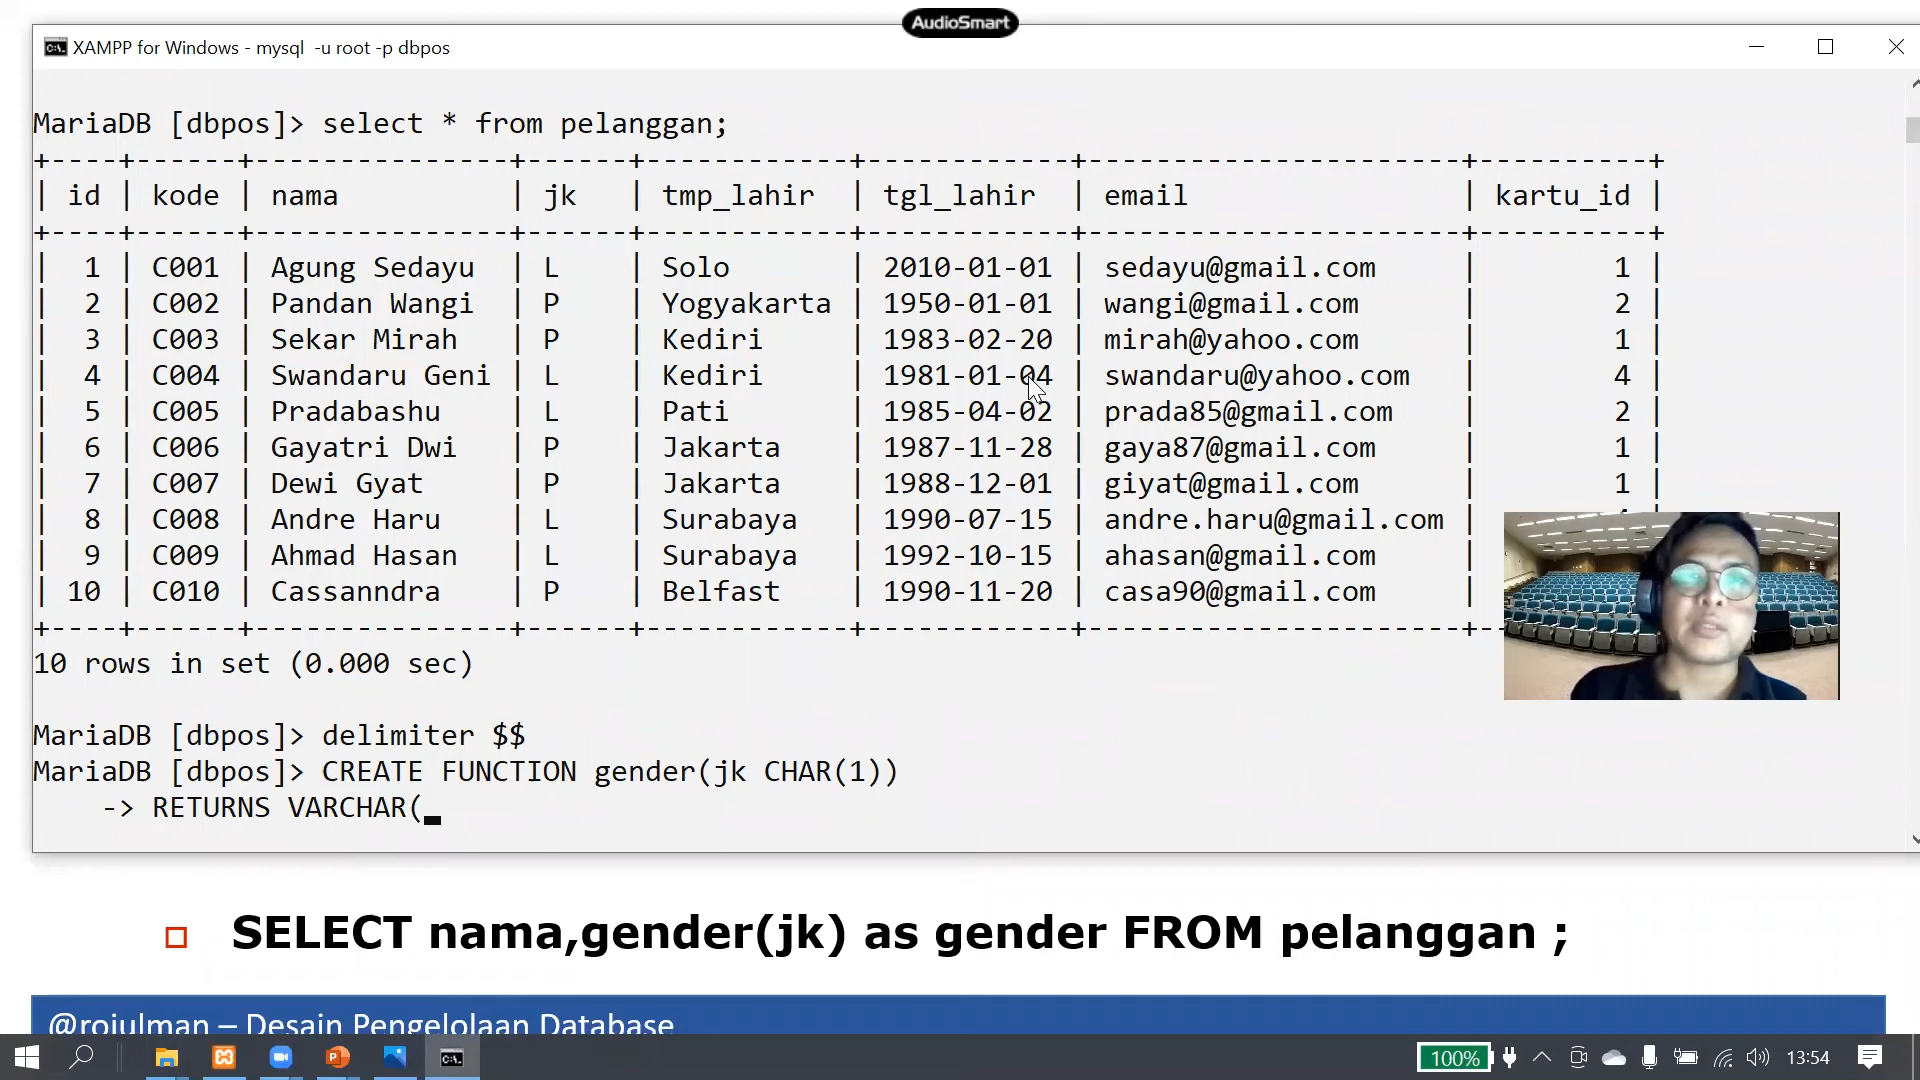 AudioSmart
XAMPP for Windows - mysql  -u root -p dbpos
MariaDB [dbpos]> select * from pelanggan;
+----+------+---------------+------+------------+------------+----------------------+----------+
| id | kode | nama          | jk   | tmp_lahir  | tgl_lahir  | email                | kartu_id |
+----+------+---------------+------+------------+------------+----------------------+----------+
|  1 | C001 | Agung Sedayu  | L    | Solo       | 2010-01-01 | sedayu@gmail.com     |        1 |
|  2 | C002 | Pandan Wangi  | P    | Yogyakarta | 1950-01-01 | wangi@gmail.com      |        2 |
|  3 | C003 | Sekar Mirah   | P    | Kediri     | 1983-02-20 | mirah@yahoo.com      |        1 |
|  4 | C004 | Swandaru Geni | L    | Kediri     | 1981-01-04 | swandaru@yahoo.com   |        4 |
|  5 | C005 | Pradabashu    | L    | Pati       | 1985-04-02 | prada85@gmail.com    |        2 |
|  6 | C006 | Gayatri Dwi   | P    | Jakarta    | 1987-11-28 | gaya87@gmail.com     |        1 |
|  7 | C007 | Dewi Gyat     | P    | Jakarta    | 1988-12-01 | giyat@gmail.com      |        1 |
|  8 | C008 | Andre Haru    | L    | Surabaya   | 1990-07-15 | andre.haru@gmail.com |
|  9 | C009 | Ahmad Hasan   | L    | Surabaya   | 1992-10-15 | ahasan@gmail.com     |
| 10 | C010 | Cassanndra    | P    | Belfast    | 1990-11-20 | casa90@gmail.com     |
+----+------+---------------+------+------------+------------+----------------------+-
10 rows in set (0.000 sec)
MariaDB [dbpos]> delimiter $$
MariaDB [dbpos]> CREATE FUNCTION gender(jk CHAR(1))
    -> RETURNS VARCHAR(
SELECT nama,gender(jk) as gender FROM pelanggan ;
@rojulman – Desain Pengelolaan Database
100%
13:54